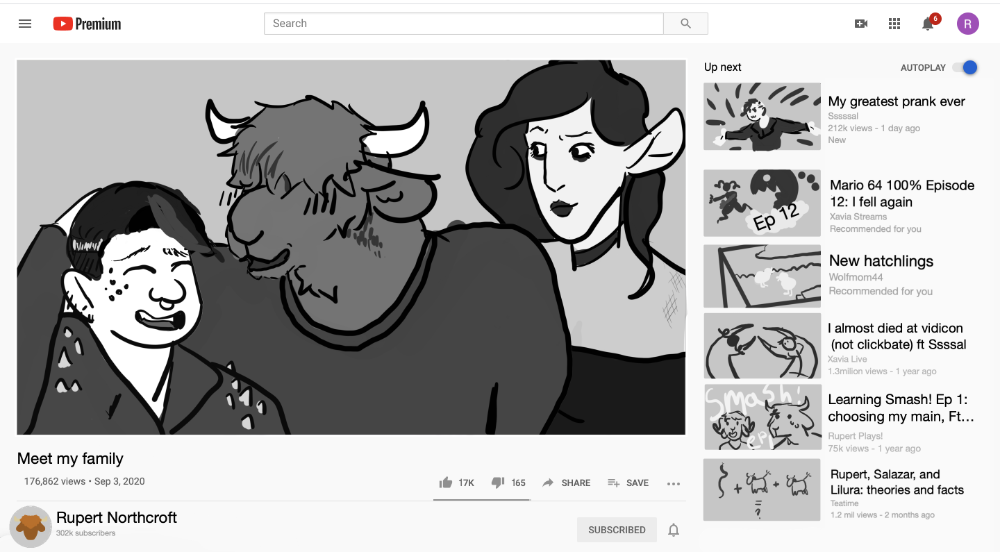 Premium
Search
6
R
Up next
AUTOPLAY
My greatest prank ever
Sssssal
212k views - 1 day ago
New
Ep 12
Mario 64 100% Episode
12: I fell again
Xavia Streams
Recommended for you
New hatchlings
Wolfmom44
Recommended for you
I almost died at vidicon
(not clickbate) ft Ssssal
Xavia Live
1.3million views - 1 year ago
Smash!
ep1
Learning Smash! Ep 1:
choosing my main, Ft...
Rupert Plays!
75k views - 1 year ago
+ +
=
?
Rupert, Salazar, and
Lilura: theories and facts
Teatime
1.2 mil views - 2 months ago
Meet my family
176,862 views • Sep 3, 2020
17K
165
SHARE
SAVE
Rupert Northcroft
302k subscribers
SUBSCRIBED